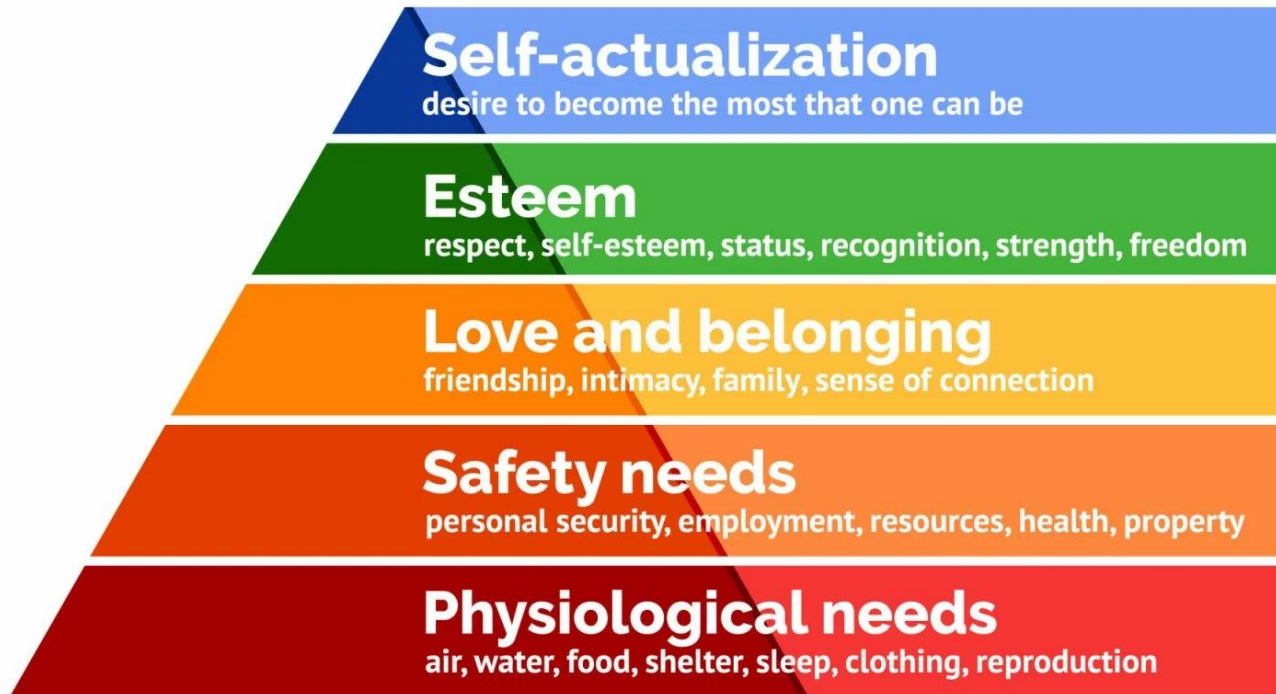 Self-actualization
desire to become the most that one can be
Esteem
respect, self-esteem, status, recognition, strength, freedom
Love and belonging
friendship, intimacy, family, sense of connection
Safety needs
personal security, employment, resources, health, property
Physiological needs
air, water, food, shelter, sleep, clothing, reproduction